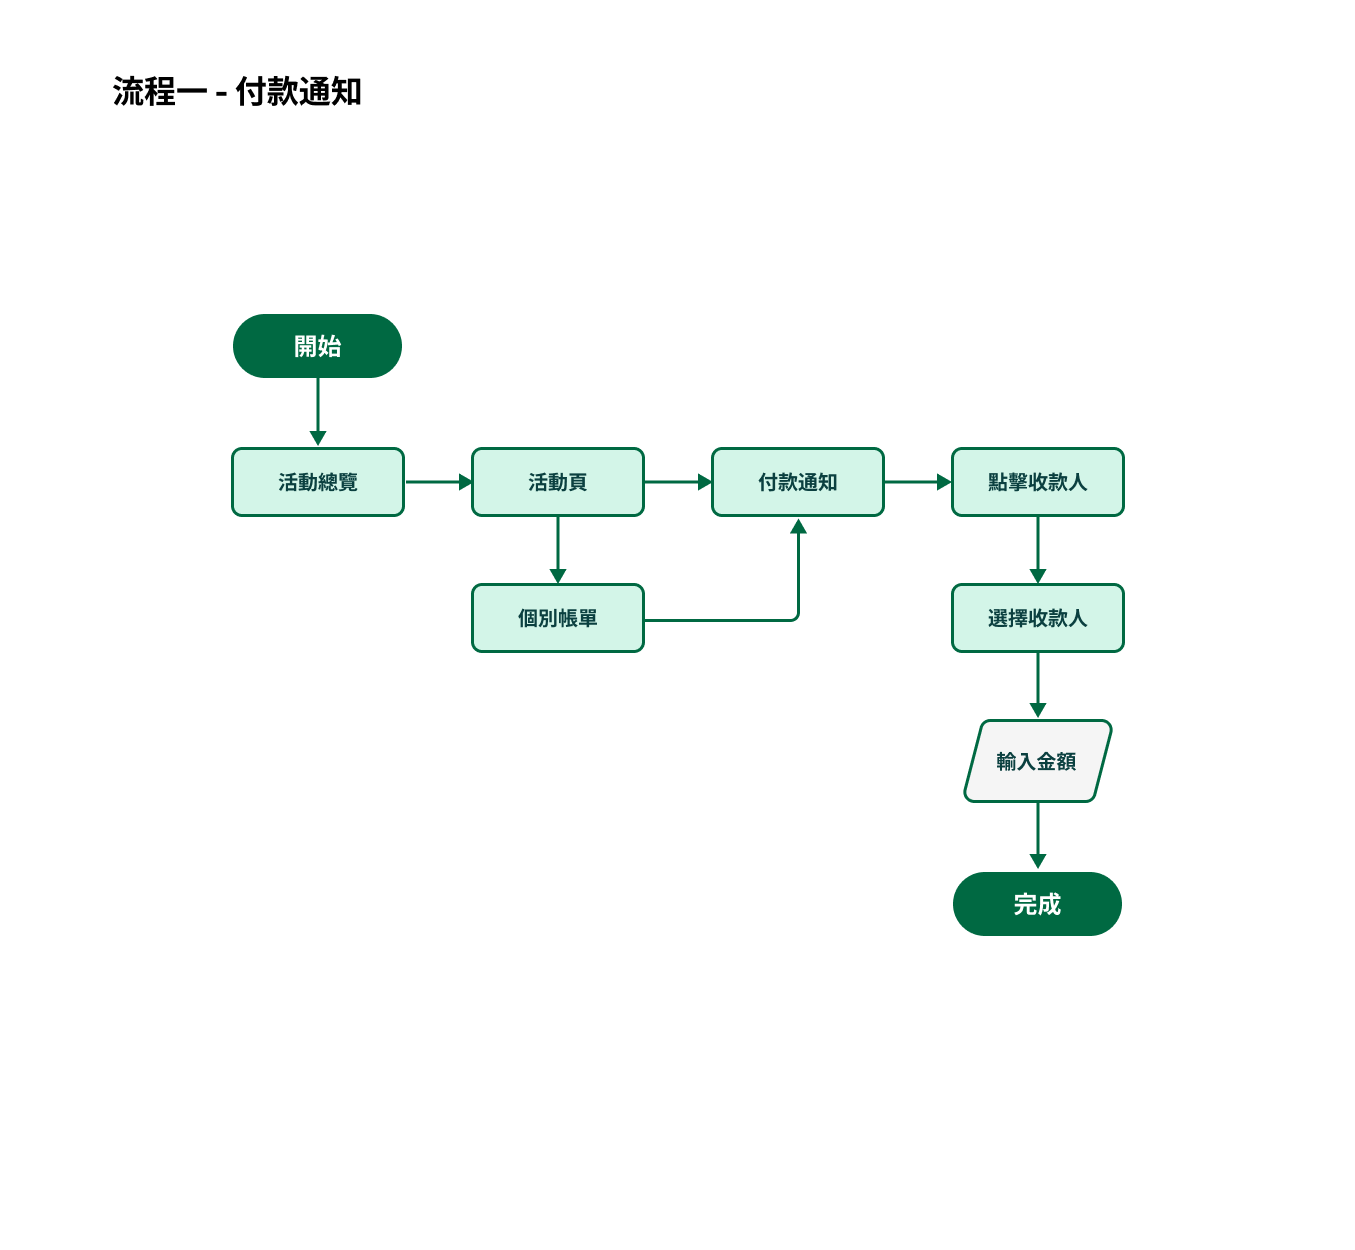 流程一 - 付款通知
開始
活動總覽
活動頁
付款通知
點擊收款人
個別帳單
選擇收款人
輸入金額
完成